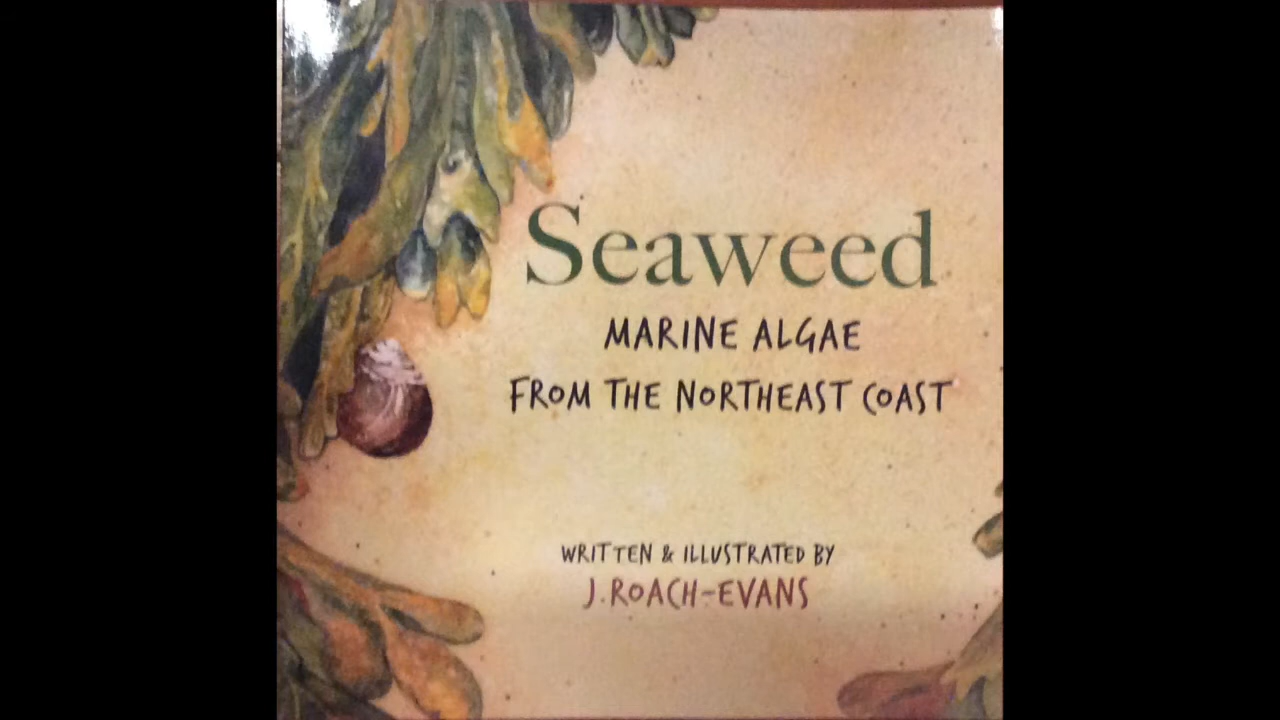 Seaweed
MARINE ALGAE
FROM THE NORTHEAST COAST
WRITTEN & ILLUSTRATED BY
J.ROACH-EVANS